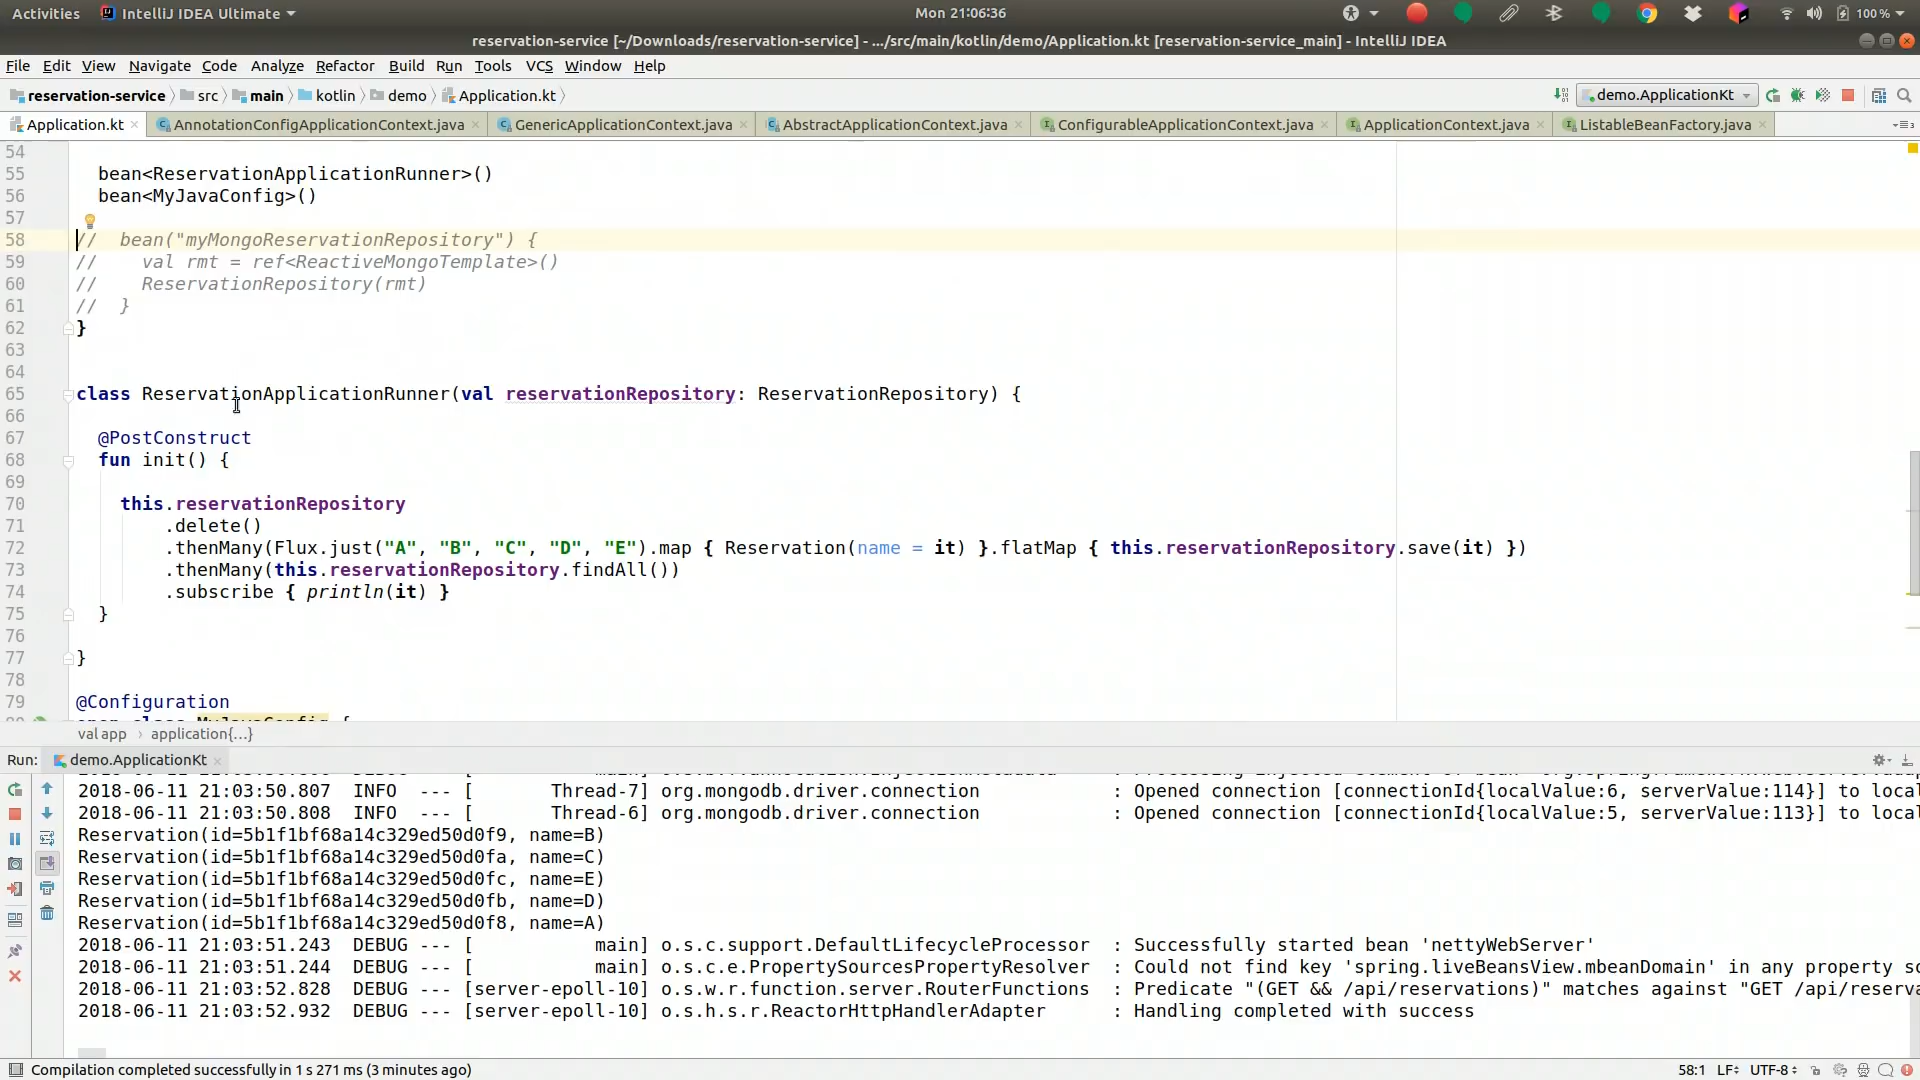 Activities IntelliJ IDEA Ultimate Mon 21:06:36 100 %
reservation-service [~/Downloads/reservation-service] - .../src/main/kotlin/demo/Application.kt [reservation-service_main] - IntelliJ IDEA
File Edit View Navigate Code Analyze Refactor Build Run Tools VCS Window Help
reservation-service src main kotlin demo Application.kt demo.ApplicationKt
Application.kt AnnotationConfigApplicationContext.java GenericApplicationContext.java AbstractApplicationContext.java ConfigurableApplicationContext.java ApplicationContext.java ListableBeanFactory.java
54
55 bean<ReservationApplicationRunner>()
56 bean<MyJavaConfig>()
57
58 // bean("myMongoReservationRepository") {
59 // val rmt = ref<ReactiveMongoTemplate>()
60 // ReservationRepository(rmt)
61 // }
62 }
63
64
65 class ReservationApplicationRunner(val reservationRepository: ReservationRepository) {
66
67 @PostConstruct
68 fun init() {
69
70 this.reservationRepository
71 .delete()
72 .thenMany(Flux.just("A", "B", "C", "D", "E").map { Reservation(name = it) }.flatMap { this.reservationRepository.save(it) })
73 .thenMany(this.reservationRepository.findAll())
74 .subscribe { println(it) }
75 }
76
77 }
78
79 @Configuration
val app application{...}
Run: demo.ApplicationKt
2018-06-11 21:03:50.807 INFO --- [ Thread-7] org.mongodb.driver.connection : Opened connection [connectionId{localValue:6, serverValue:114}] to local
2018-06-11 21:03:50.808 INFO --- [ Thread-6] org.mongodb.driver.connection : Opened connection [connectionId{localValue:5, serverValue:113}] to local
Reservation(id=5b1f1bf68a14c329ed50d0f9, name=B)
Reservation(id=5b1f1bf68a14c329ed50d0fa, name=C)
Reservation(id=5b1f1bf68a14c329ed50d0fc, name=E)
Reservation(id=5b1f1bf68a14c329ed50d0fb, name=D)
Reservation(id=5b1f1bf68a14c329ed50d0f8, name=A)
2018-06-11 21:03:51.243 DEBUG --- [ main] o.s.c.support.DefaultLifecycleProcessor : Successfully started bean 'nettyWebServer'
2018-06-11 21:03:51.244 DEBUG --- [ main] o.s.c.e.PropertySourcesPropertyResolver : Could not find key 'spring.liveBeansView.mbeanDomain' in any property so
2018-06-11 21:03:52.828 DEBUG --- [server-epoll-10] o.s.w.r.function.server.RouterFunctions : Predicate "(GET && /api/reservations)" matches against "GET /api/reserva
2018-06-11 21:03:52.932 DEBUG --- [server-epoll-10] o.s.h.s.r.ReactorHttpHandlerAdapter : Handling completed with success
Compilation completed successfully in 1 s 271 ms (3 minutes ago) 58:1 LF UTF-8